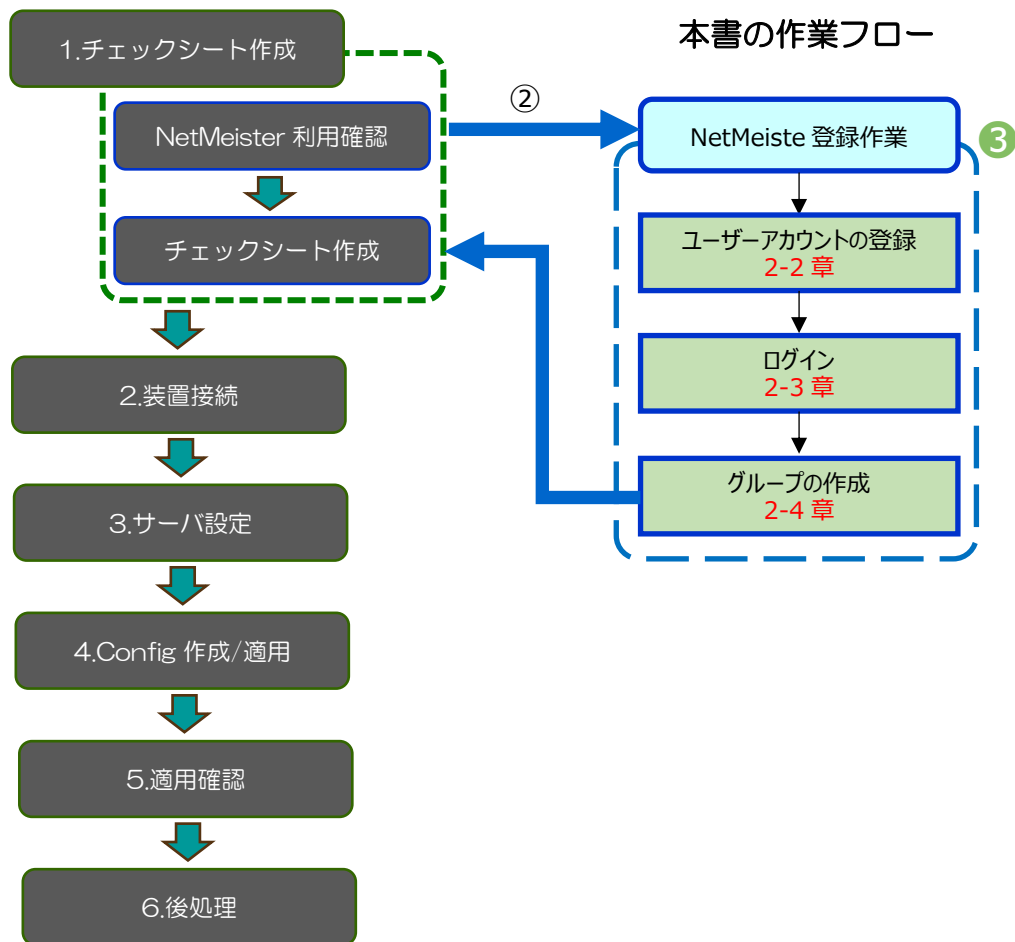 1.チェックシート作成
NetMeister 利用確認
チェックシート作成
2.装置接続
3.サーバ設定
4.Config 作成/適用
5.適用確認
6.後処理
本書の作業フロー
②
NetMeiste 登録作業
❸
ユーザーアカウントの登録
2-2 章
ログイン
2-3 章
グループの作成
2-4 章